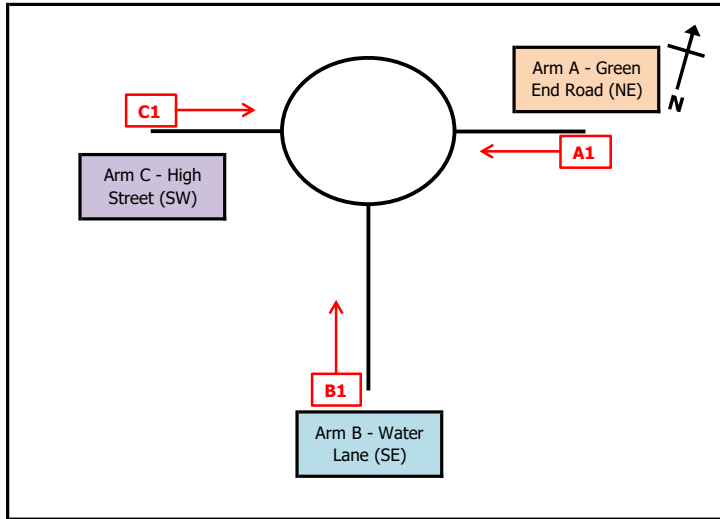 Arm A - Green
End Road (NE)
N
C1
A1
Arm C - High
Street (SW)
B1
Arm B - Water
Lane (SE)